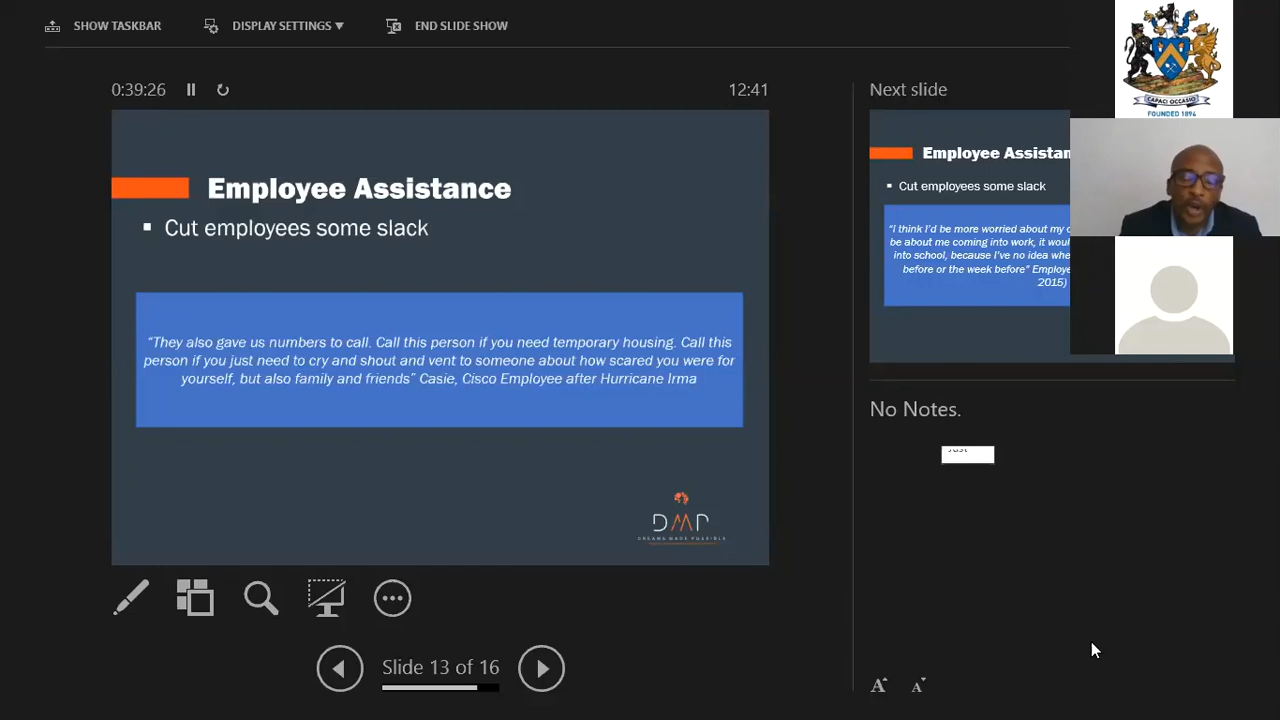 SHOW TASKBAR
DISPLAY SETTINGS
END SLIDE SHOW
CAPACI OCCASIO
FOUNDED 1894
0:39:26
12:41
Next slide
Employee Assistance
Cut employees some slack
"They also gave us numbers to call. Call this person if you need temporary housing. Call this
person if you just need to cry and shout and vent to someone about how scared you were for
yourself, but also family and friends" Casie, Cisco Employee after Hurricane Irma
DMP
DREAMS MADE POSSIBLE
Employee Assistan
Cut employees some slack
"I think I'd be more worried about my
be about me coming into work, it woul
into school, because I've no idea whe
before or the week before" Employe
2015)
No Notes.
Slide 13 of 16
A
A